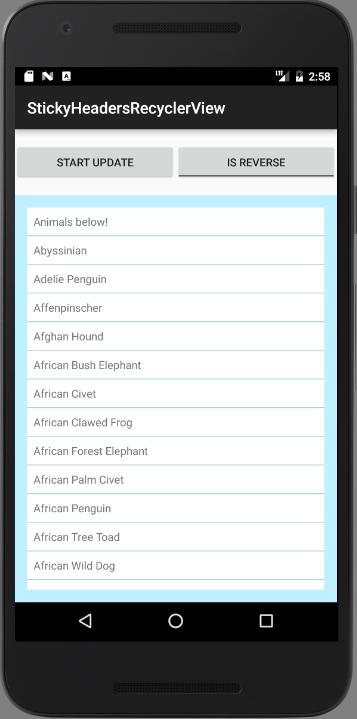 LTE 2:58
StickyHeadersRecyclerView
START UPDATE IS REVERSE
Animals below!
Abyssinian
Adelie Penguin
Affenpinscher
Afghan Hound
African Bush Elephant
African Civet
African Clawed Frog
African Forest Elephant
African Palm Civet
African Penguin
African Tree Toad
African Wild Dog